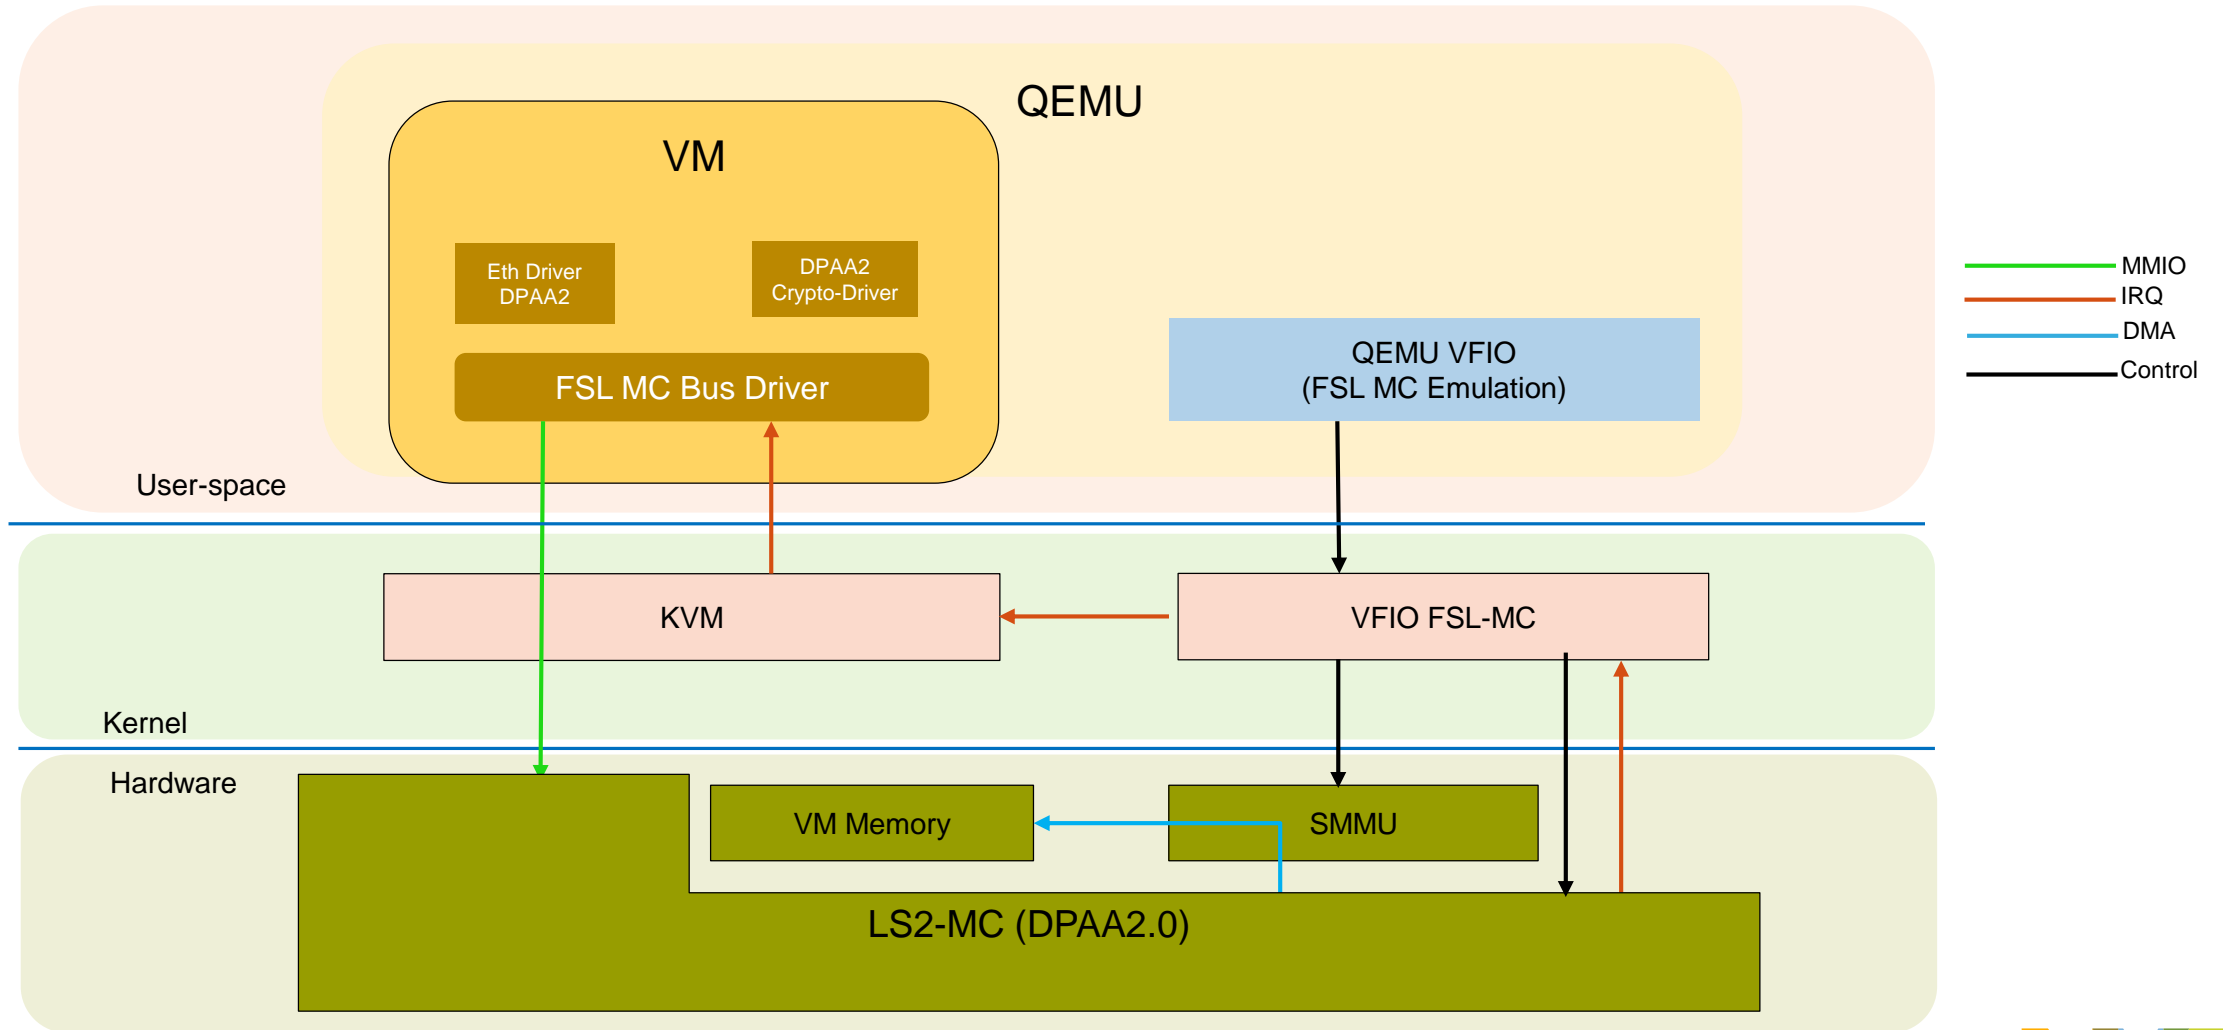 QEMU
VM
Eth Driver
DPAA2
DPAA2
Crypto-Driver
FSL MC Bus Driver
QEMU VFIO
(FSL MC Emulation)
MMIO
IRQ
DMA
Control
User-space
KVM
VFIO FSL-MC
Kernel
Hardware
VM Memory
SMMU
LS2-MC (DPAA2.0)